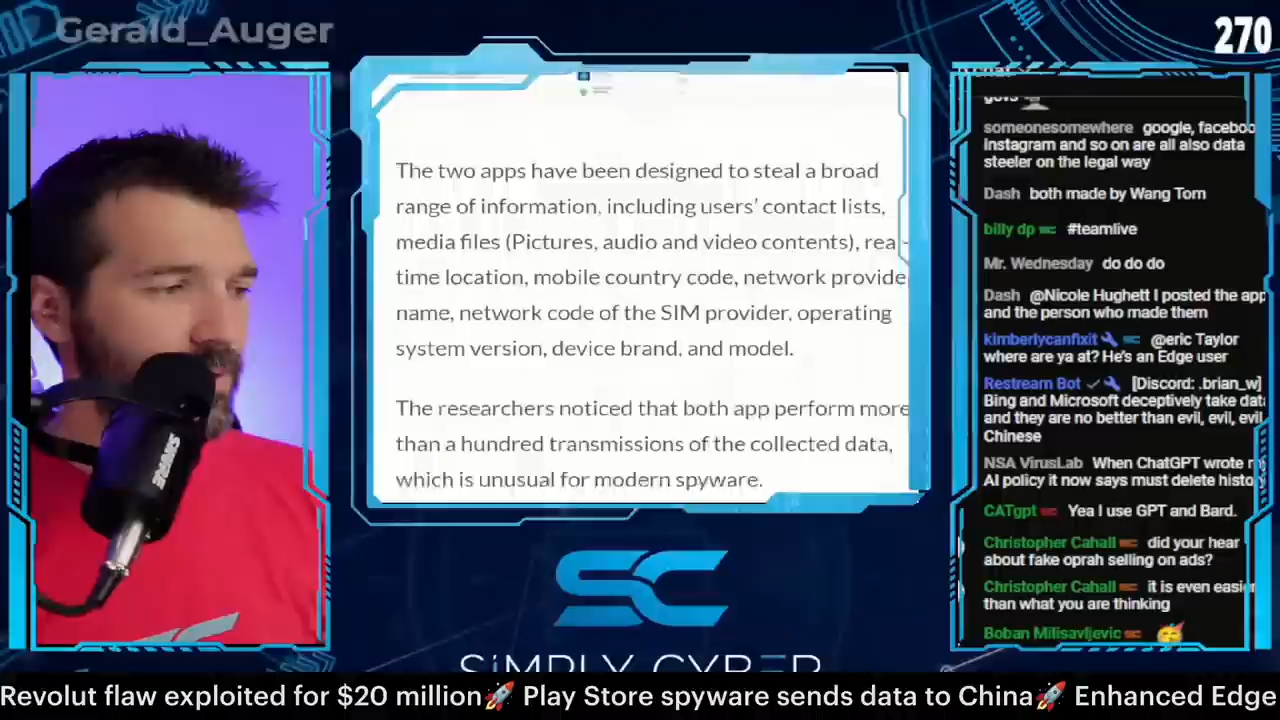 Gerald_Auger
270
The two apps have been designed to steal a broad
range of information, including users’ contact lists,
media files (Pictures, audio and video contents), rea -
time location, mobile country code, network provide
name, network code of the SIM provider, operating
system version, device brand, and model.
The researchers noticed that both app perform more
than a hundred transmissions of the collected data,
which is unusual for modern spyware.
govs
someonesomewhere google, faceboo
Instagram and so on are all also data
steeler on the legal way
Dash both made by Wang Tom
billy dp #teamlive
Mr. Wednesday do do do
Dash @Nicole Hughett I posted the app
and the person who made them
kimberlycanfixit @eric Taylor
where are ya at? He's an Edge user
Restream Bot [Discord: .brian_w]
Bing and Microsoft deceptively take data
and they are no better than evil, evil, evil
Chinese
NSA VirusLab When ChatGPT wrote my
AI policy it now says must delete histo
CATgpt Yea I use GPT and Bard.
Christopher Cahall did your hear
about fake oprah selling on ads?
Christopher Cahall it is even easie
than what you are thinking
Boban Milisavljevic
SHURE
SC
SIMPLY CYBER
Revolut flaw exploited for $20 million🚀 Play Store spyware sends data to China🚀 Enhanced Edge